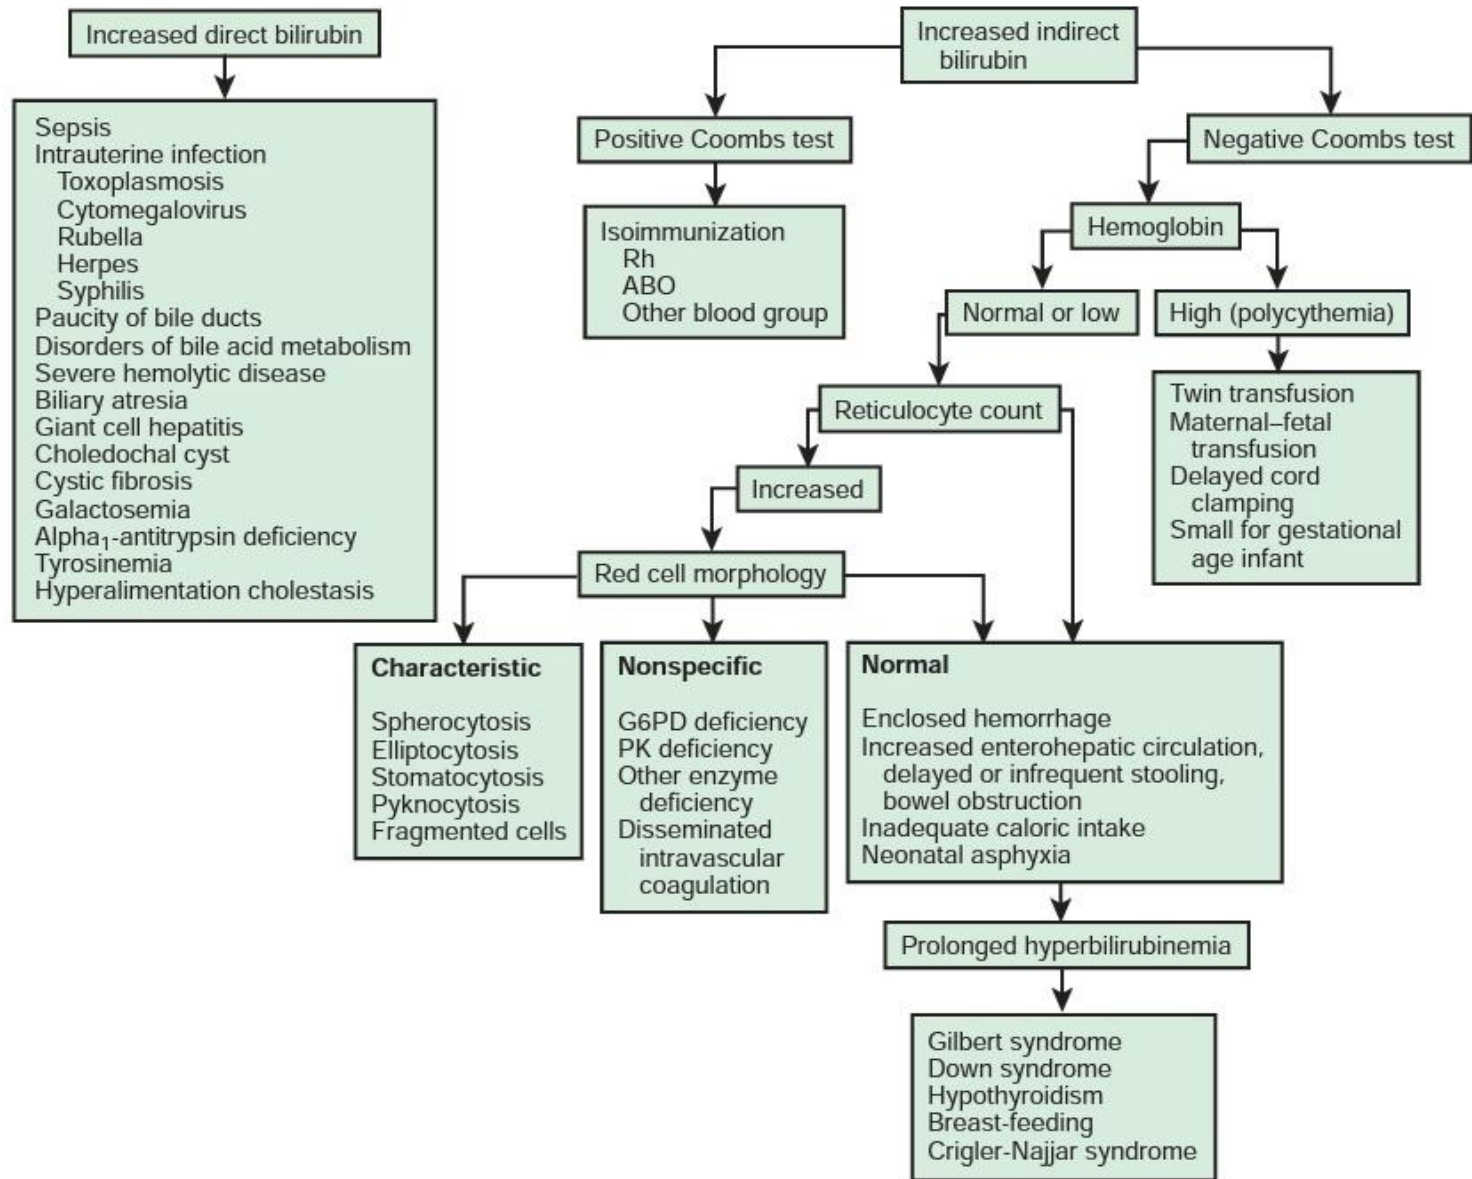 Increased direct bilirubin
Sepsis
Intrauterine infection
Toxoplasmosis
Cytomegalovirus
Rubella
Herpes
Syphilis
Paucity of bile ducts
Disorders of bile acid metabolism
Severe hemolytic disease
Biliary atresia
Giant cell hepatitis
Choledochal cyst
Cystic fibrosis
Galactosemia
Alpha₁-antitrypsin deficiency
Tyrosinemia
Hyperalimentation cholestasis
Increased indirect
bilirubin
Positive Coombs test
Isoimmunization
Rh
ABO
Other blood group
Negative Coombs test
Hemoglobin
Normal or low
High (polycythemia)
Twin transfusion
Maternal–fetal
transfusion
Delayed cord
clamping
Small for gestational
age infant
Reticulocyte count
Increased
Red cell morphology
Characteristic
Spherocytosis
Elliptocytosis
Stomatocytosis
Pyknocytosis
Fragmented cells
Nonspecific
G6PD deficiency
PK deficiency
Other enzyme
deficiency
Disseminated
intravascular
coagulation
Normal
Enclosed hemorrhage
Increased enterohepatic circulation,
delayed or infrequent stooling,
bowel obstruction
Inadequate caloric intake
Neonatal asphyxia
Prolonged hyperbilirubinemia
Gilbert syndrome
Down syndrome
Hypothyroidism
Breast-feeding
Crigler-Najjar syndrome